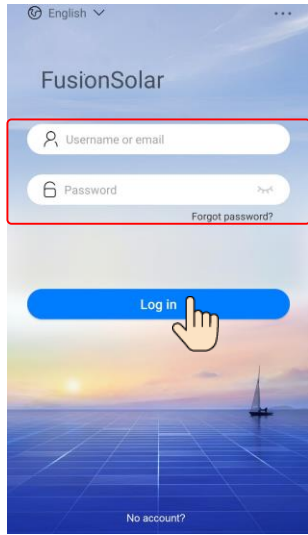 English
...
FusionSolar
Username or email
Password
Forgot password?
Log in
No account?